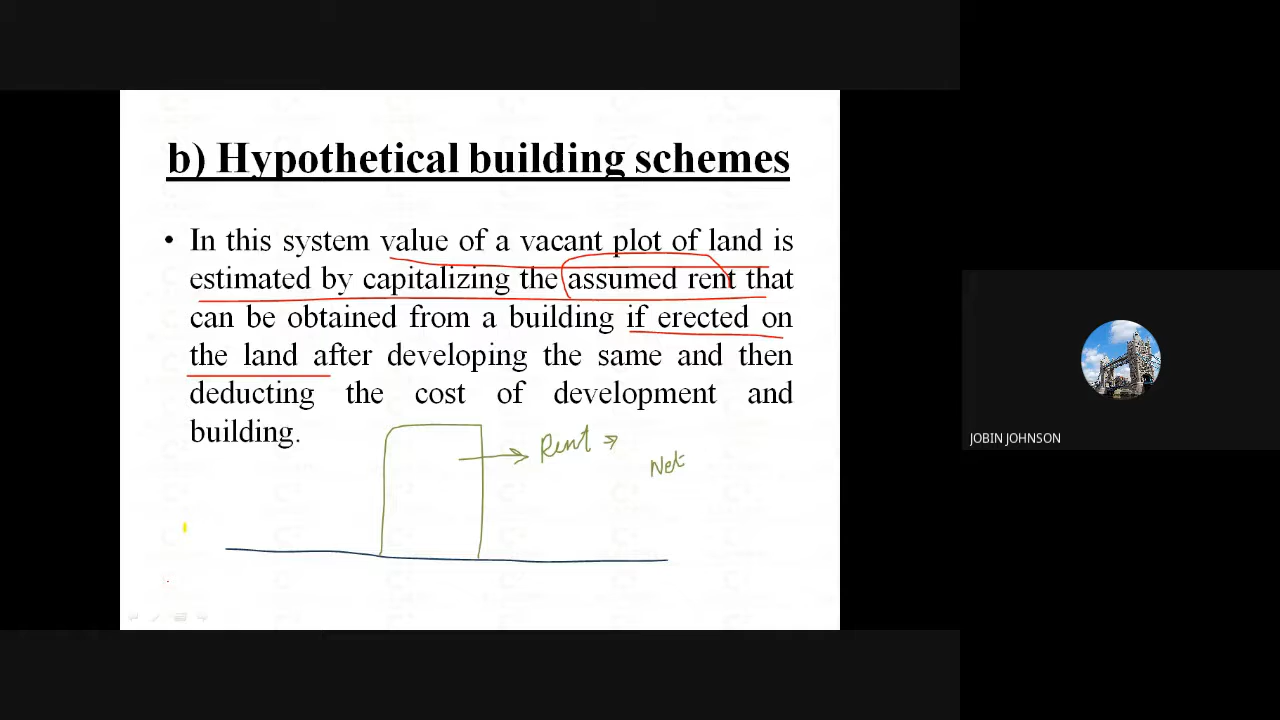 b) Hypothetical building schemes
• In this system value of a vacant plot of land is
estimated by capitalizing the assumed rent that
can be obtained from a building if erected on
the land after developing the same and then
deducting the cost of development and
building.
Rent
Net
JOBIN JOHNSON